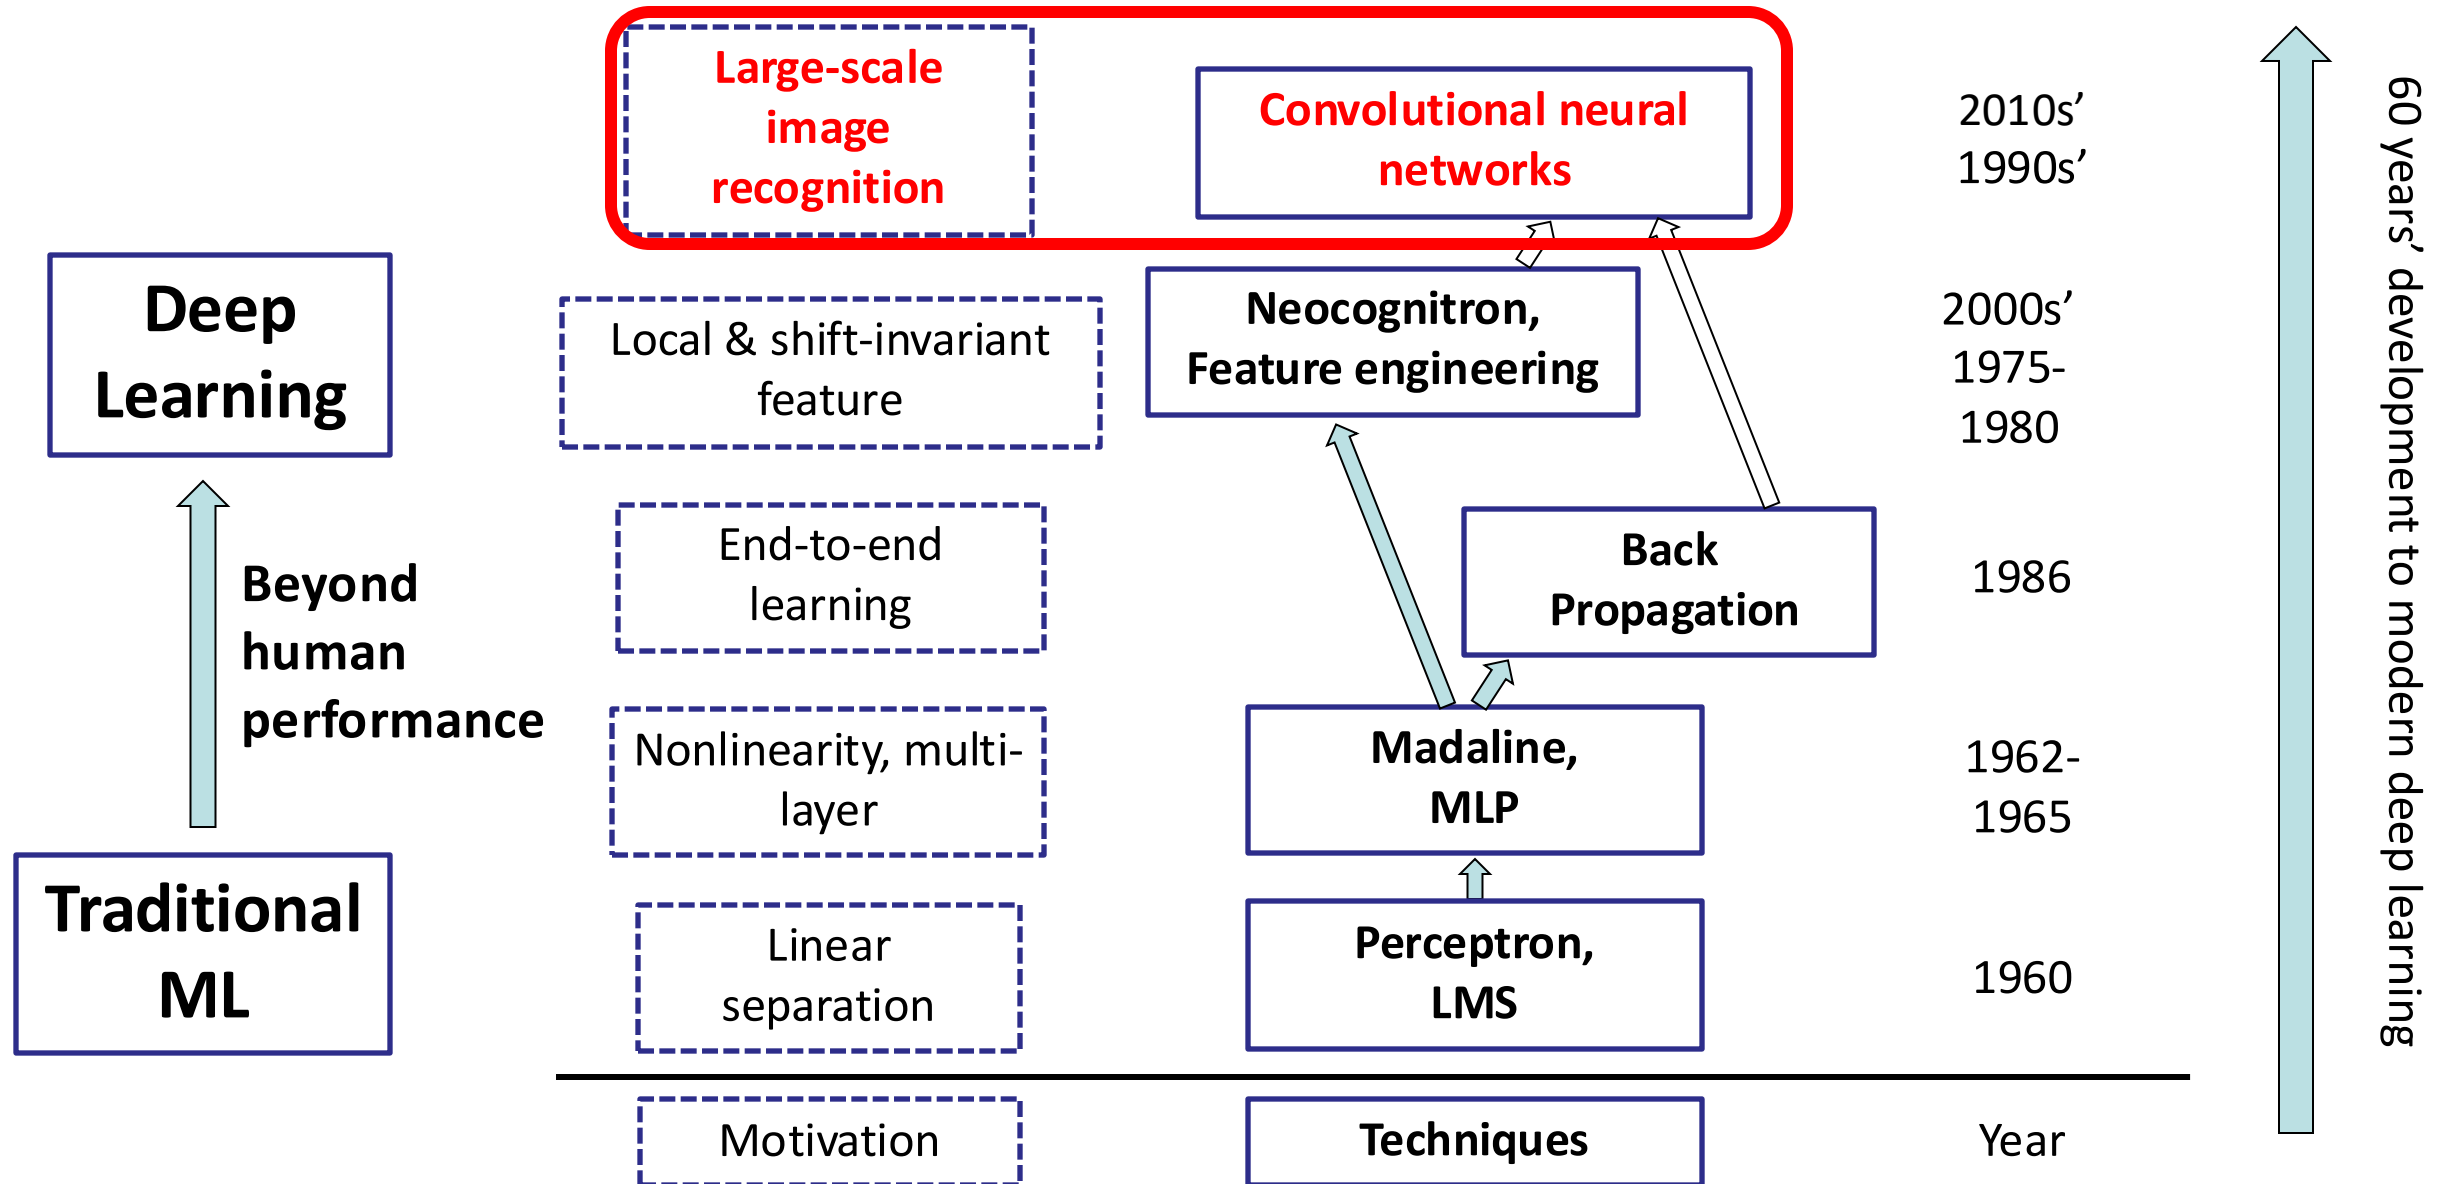 Large-scale
image
recognition
Convolutional neural
networks
2010s’
1990s’
Deep
Learning
Local & shift-invariant
feature
Neocognitron,
Feature engineering
2000s’
1975-
1980
Beyond
human
performance
End-to-end
learning
Back
Propagation
1986
Nonlinearity, multi-
layer
Madaline,
MLP
1962-
1965
Traditional
ML
Linear
separation
Perceptron,
LMS
1960
Motivation
Techniques
Year
60 years’ development to modern deep learning